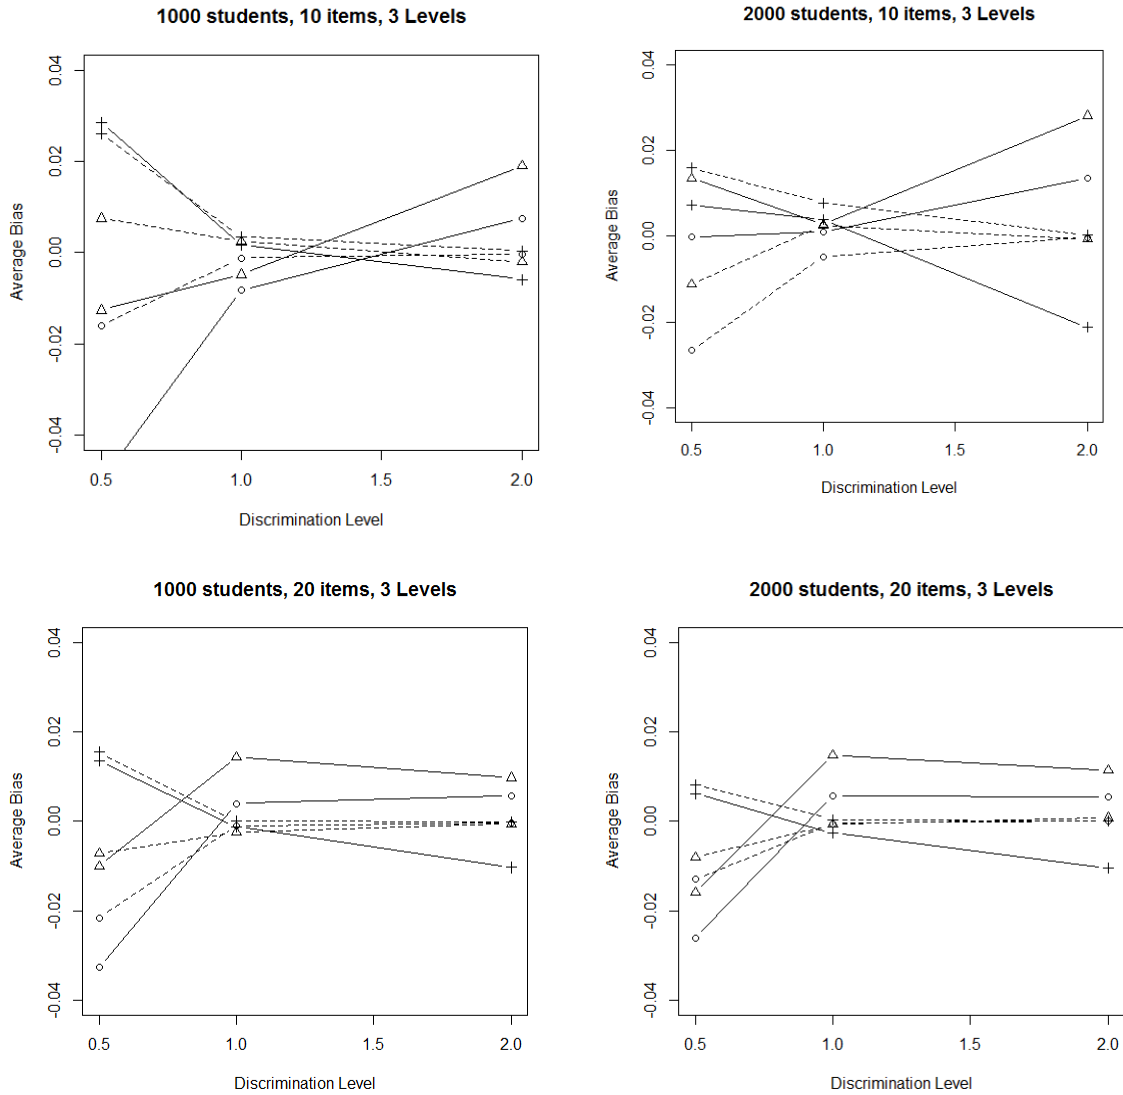 1000 students, 10 items, 3 Levels
Average Bias
0.04
0.02
0.00
-0.02
-0.04
0.5 1.0 1.5 2.0
Discrimination Level
2000 students, 10 items, 3 Levels
Average Bias
0.04
0.02
0.00
-0.02
-0.04
0.5 1.0 1.5 2.0
Discrimination Level
1000 students, 20 items, 3 Levels
Average Bias
0.04
0.02
0.00
-0.02
-0.04
0.5 1.0 1.5 2.0
Discrimination Level
2000 students, 20 items, 3 Levels
Average Bias
0.04
0.02
0.00
-0.02
-0.04
0.5 1.0 1.5 2.0
Discrimination Level